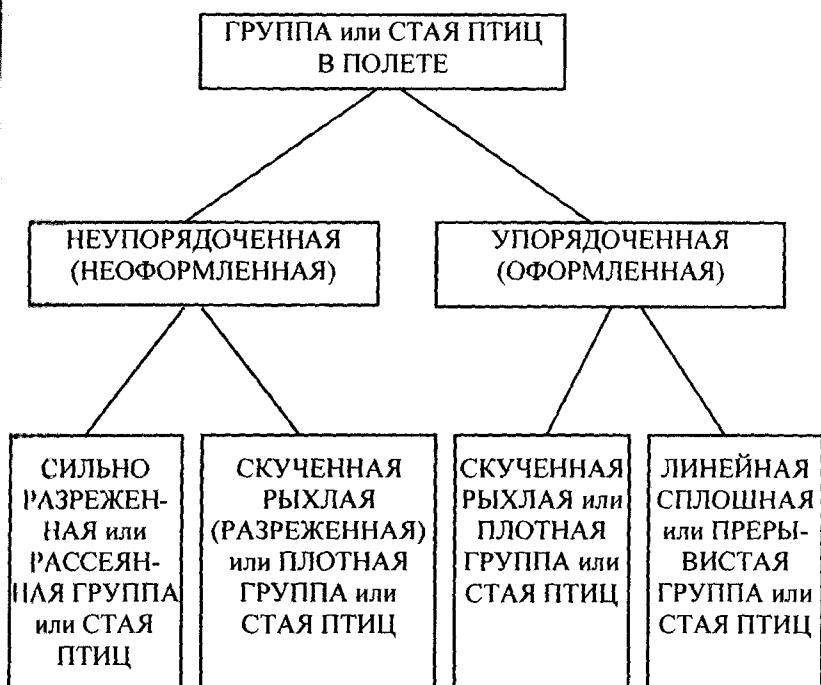 ГРУППА или СТАЯ ПТИЦ
В ПОЛЕТЕ
НЕУПОРЯДОЧЕННАЯ
(НЕОФОРМЛЕННАЯ)
УПОРЯДОЧЕННАЯ
(ОФОРМЛЕННАЯ)
СИЛЬНО
РАЗРЕЖЕН-
НАЯ или
РАССЕЯН-
НАЯ ГРУППА
или СТАЯ
ПТИЦ
СКУЧЕННАЯ
РЫХЛАЯ
(РАЗРЕЖЕННАЯ)
или ПЛОТНАЯ
ГРУППА или
СТАЯ ПТИЦ
СКУЧЕННАЯ
РЫХЛАЯ или
ПЛОТНАЯ
ГРУППА или
СТАЯ ПТИЦ
ЛИНЕЙНАЯ
СПЛОШНАЯ
или ПРЕРЫ-
ВИСТАЯ
ГРУППА или
СТАЯ ПТИЦ